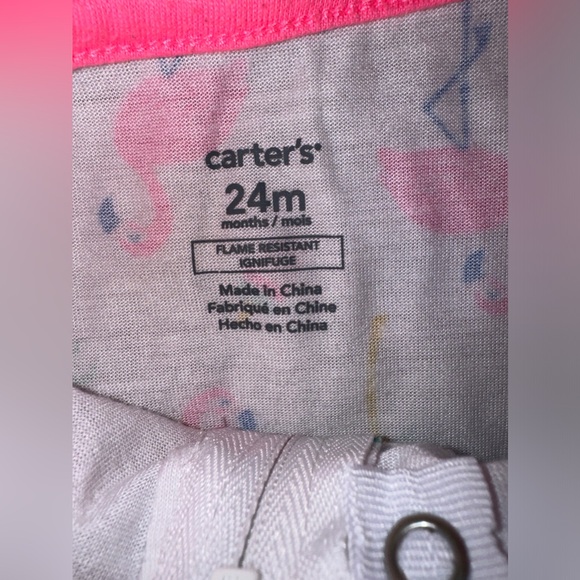 carter's
24m
months / mois
FLAME RESISTANT
IGNIFUGE
Made in China
Fabriqué en Chine
Hecho en China